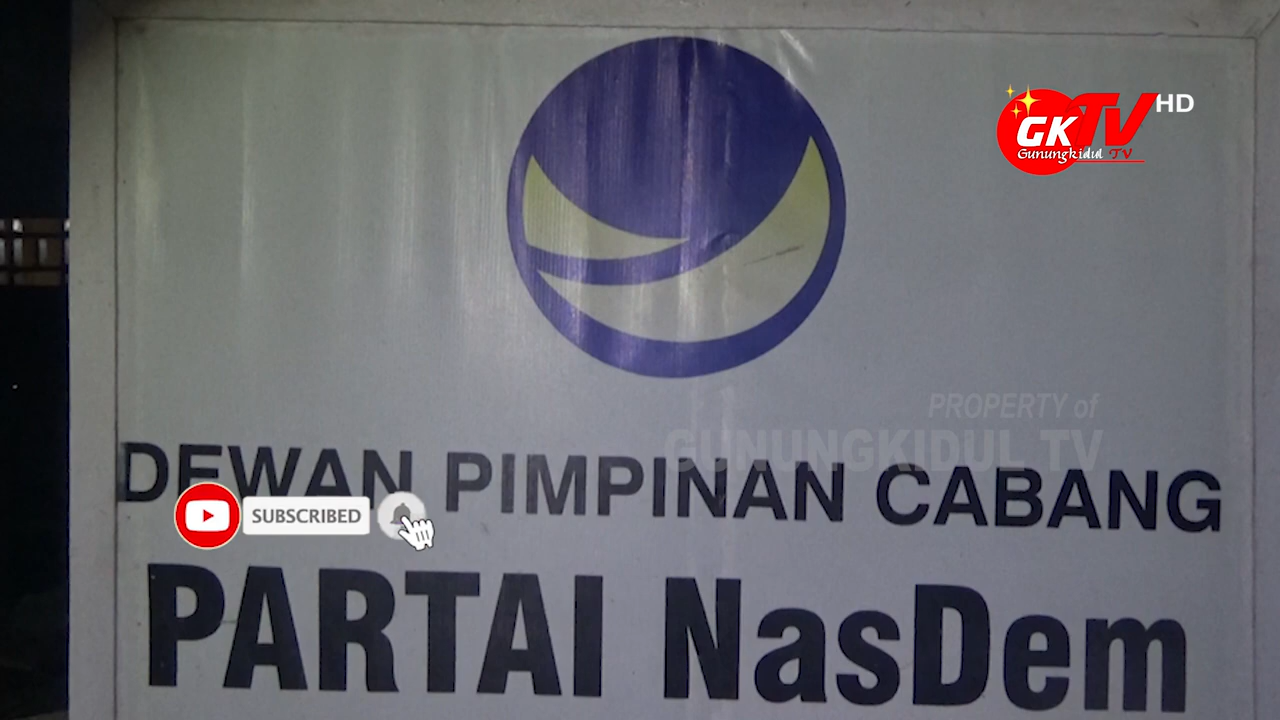 GKTV HD
Gunungkidul TV
PROPERTY of
GUNUNGKIDUL TV
DEWAN PIMPINAN CABANG
SUBSCRIBED
PARTAI NasDem